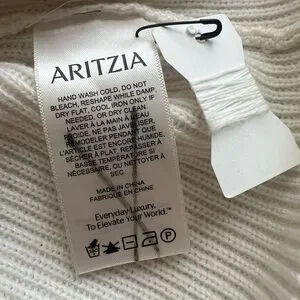 ARITZIA
HAND WASH COLD, DO NOT
BLEACH, RESHAPE WHILE DAMP,
DRY FLAT, COOL IRON ONLY IF
NEEDED, OR DRY CLEAN
LAVER À LA MAIN À L'EAU
FROIDE, NE PAS JAVELLISER,
REMODELER PENDANT QUE
L'ARTICLE EST ENCORE HUMIDE,
REPASSER À
BASSE TEMPÉRATURE SI
NÉCESSAIRE, OU NETTOYER À
SEC
MADE IN CHINA
FABRIQUÉ EN CHINE
Everyday Luxury.
To Elevate Your World.™
P